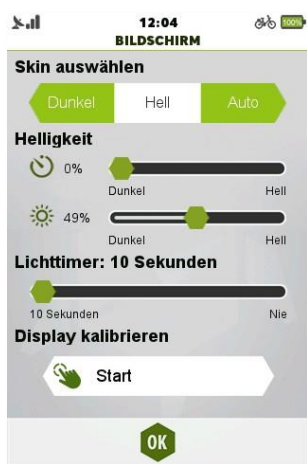 12:04
100%
BILDSCHIRM
Skin auswählen
Dunkel Hell Auto
Helligkeit
0%
Dunkel Hell
49%
Dunkel Hell
Lichttimer: 10 Sekunden
10 Sekunden Nie
Display kalibrieren
Start
OK